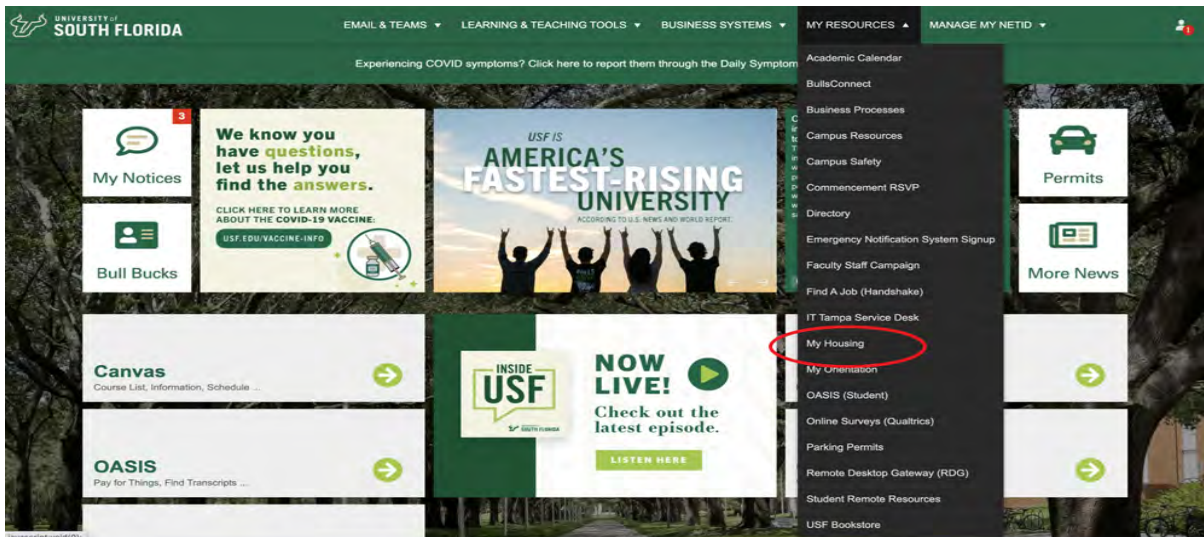 UNIVERSITY of
SOUTH FLORIDA
EMAIL & TEAMS
LEARNING & TEACHING TOOLS
BUSINESS SYSTEMS
MY RESOURCES
MANAGE MY NETID
1
Experiencing COVID symptoms? Click here to report them through the Daily Symptom
Academic Calendar
BullsConnect
Business Processes
Campus Resources
Campus Safety
Commencement RSVP
Directory
Emergency Notification System Signup
Faculty Staff Campaign
Find A Job (Handshake)
IT Tampa Service Desk
My Housing
My Orientation
OASIS (Student)
Online Surveys (Qualtrics)
Parking Permits
Remote Desktop Gateway (RDG)
Student Remote Resources
USF Bookstore
3
My Notices
Bull Bucks
We know you
have questions,
let us help you
find the answers.
CLICK HERE TO LEARN MORE
ABOUT THE COVID-19 VACCINE:
USF.EDU/VACCINE-INFO
USF IS
AMERICA'S
FASTEST-RISING
UNIVERSITY
ACCORDING TO U.S. NEWS AND WORLD REPORT.
Permits
More News
Canvas
Course List, Information, Schedule ...
OASIS
Pay for Things, Find Transcripts ...
INSIDE
USF
SOUTH FLORIDA
NOW
LIVE!
Check out the
latest episode.
LISTEN HERE